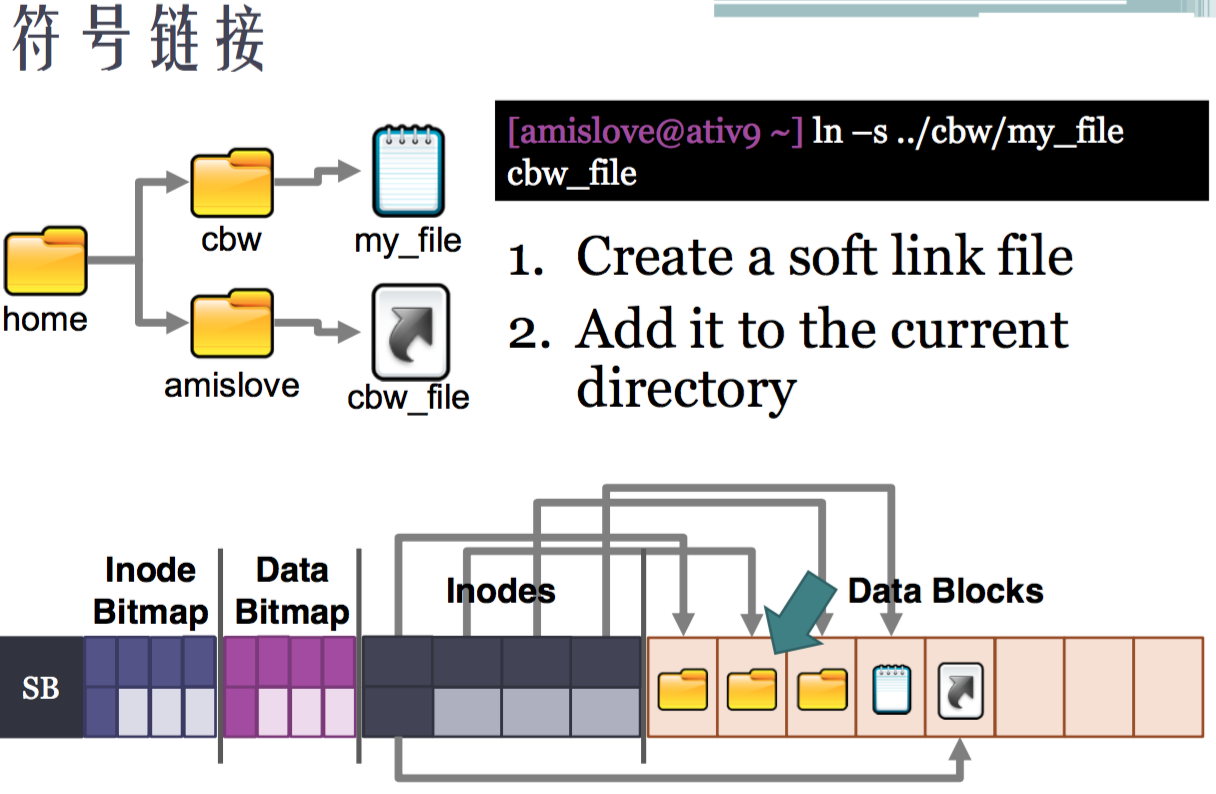 符号链接
[amislove@ativ9 ~] ln –s ../cbw/my_file
cbw_file
cbw
my_file
home
amislove
cbw_file
1. Create a soft link file
2. Add it to the current
directory
Inode
Bitmap
Data
Bitmap
Inodes
Data Blocks
SB